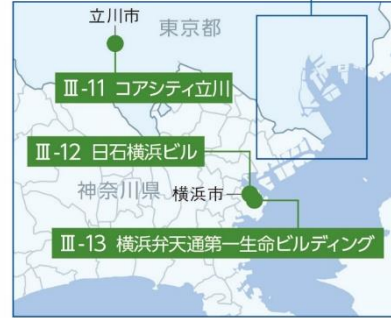 立川市
東京都
Ⅲ-11 コアシティ立川
Ⅲ-12 日石横浜ビル
神奈川県
横浜市
Ⅲ-13 横浜弁天通第一生命ビルディング